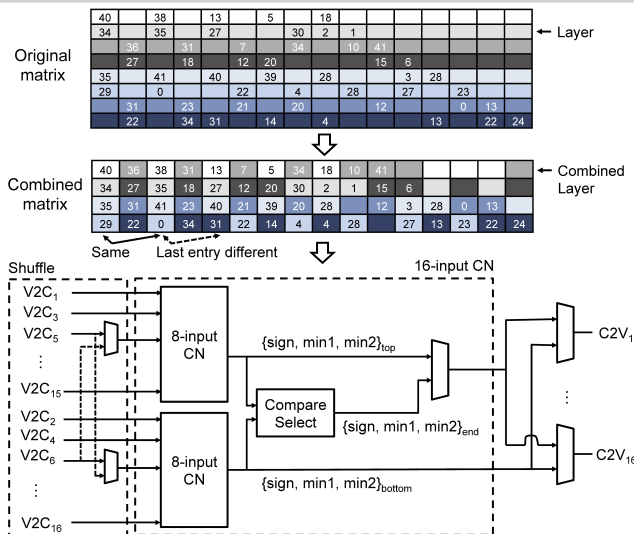 40 38 13 5 18
34 35 27 30 2 1
Layer
36 31 7 34 10 41
27 18 12 20 15 6
Original
matrix
35 41 40 39 28 3 28
29 0 22 4 28 27 23
31 23 21 20 12 0 13
22 34 31 14 4 13 22 24
40 36 38 31 13 7 5 34 18 10 41
34 27 35 18 27 12 20 30 2 1 15 6
35 31 41 23 40 21 39 20 28 12 3 28 0 13
29 22 0 34 31 22 14 4 4 28 27 13 23 22 24
Combined
matrix
Combined
Layer
Same
Last entry different
Shuffle
16-input CN
V2C1
V2C3
V2C5
⋮
V2C15
V2C2
V2C4
V2C6
⋮
V2C16
8-input
CN
8-input
CN
{sign, min1, min2}top
Compare
Select
{sign, min1, min2}end
{sign, min1, min2}bottom
C2V1
⋮
C2V16